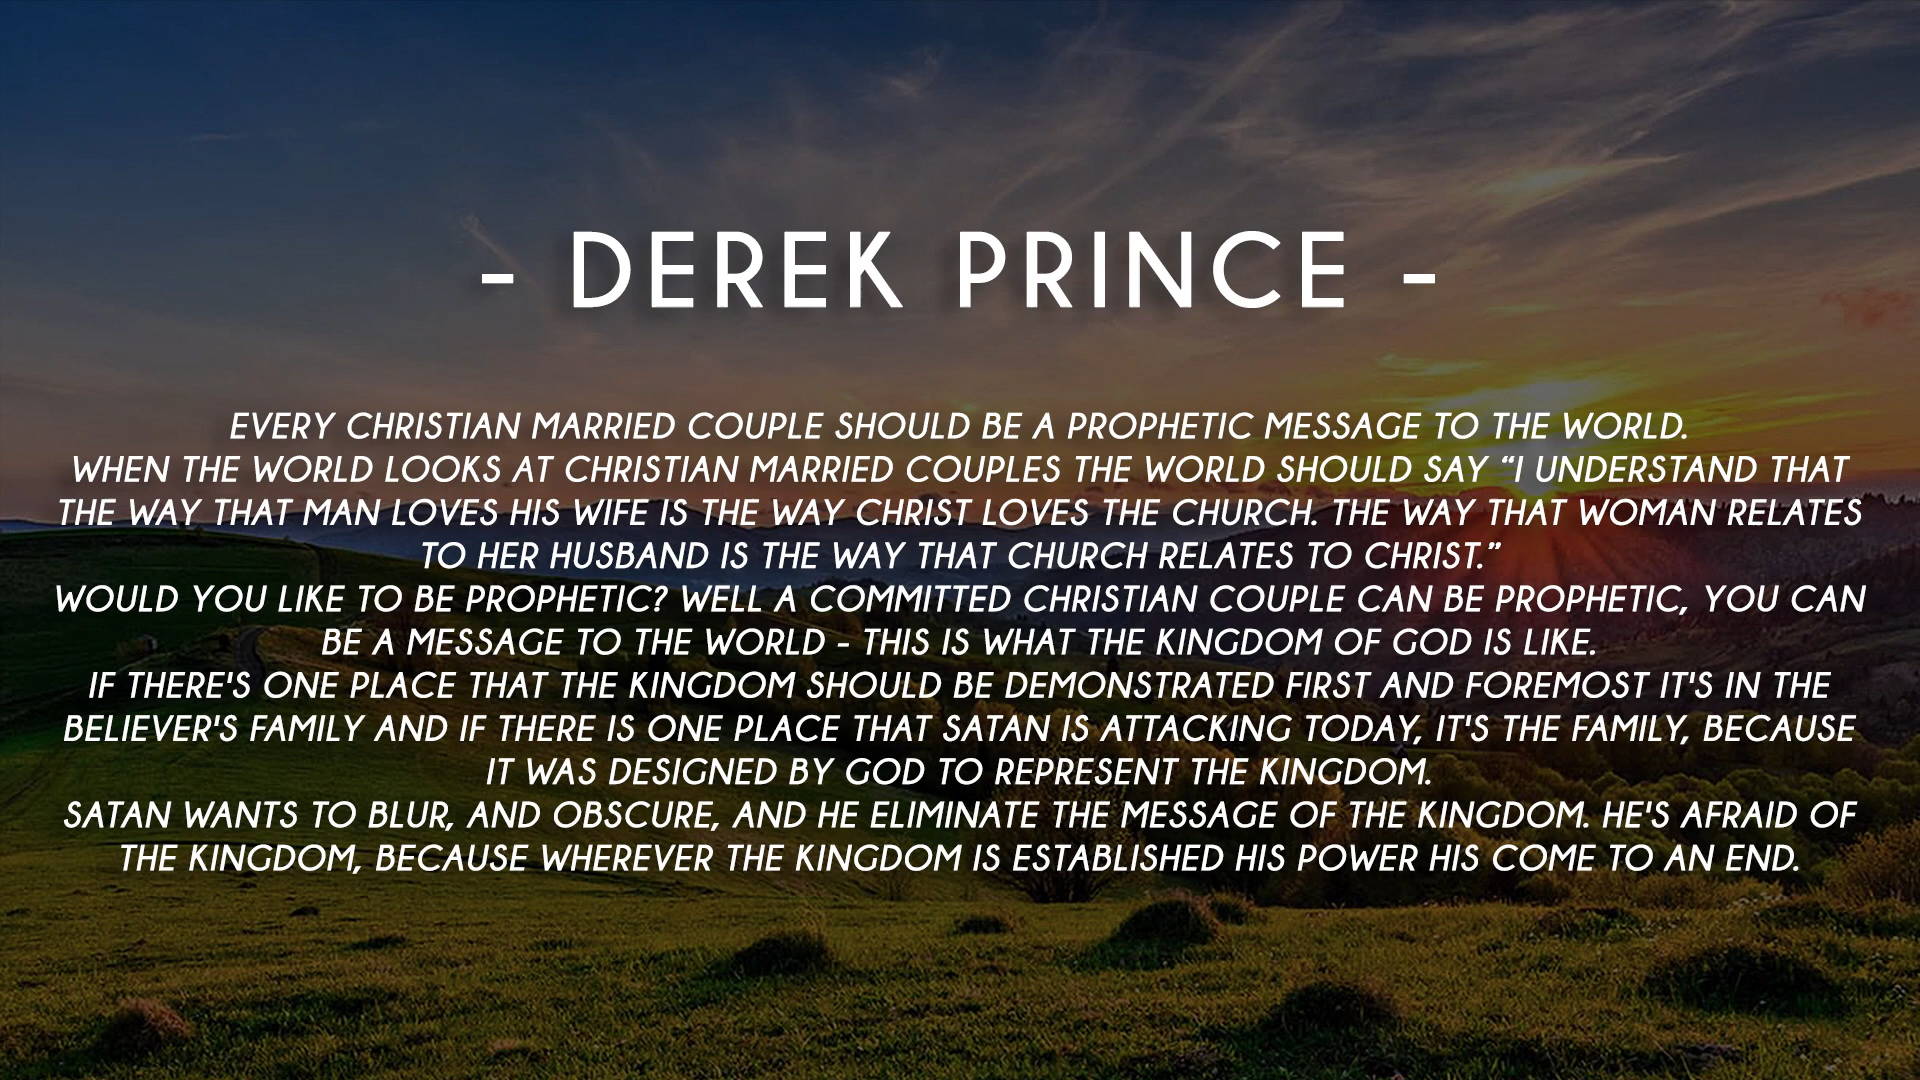 - DEREK PRINCE -
EVERY CHRISTIAN MARRIED COUPLE SHOULD BE A PROPHETIC MESSAGE TO THE WORLD.
WHEN THE WORLD LOOKS AT CHRISTIAN MARRIED COUPLES THE WORLD SHOULD SAY “I UNDERSTAND THAT
THE WAY THAT MAN LOVES HIS WIFE IS THE WAY CHRIST LOVES THE CHURCH. THE WAY THAT WOMAN RELATES
TO HER HUSBAND IS THE WAY THAT CHURCH RELATES TO CHRIST.”
WOULD YOU LIKE TO BE PROPHETIC? WELL A COMMITTED CHRISTIAN COUPLE CAN BE PROPHETIC, YOU CAN
BE A MESSAGE TO THE WORLD - THIS IS WHAT THE KINGDOM OF GOD IS LIKE.
IF THERE'S ONE PLACE THAT THE KINGDOM SHOULD BE DEMONSTRATED FIRST AND FOREMOST IT'S IN THE
BELIEVER'S FAMILY AND IF THERE IS ONE PLACE THAT SATAN IS ATTACKING TODAY, IT'S THE FAMILY, BECAUSE
IT WAS DESIGNED BY GOD TO REPRESENT THE KINGDOM.
SATAN WANTS TO BLUR, AND OBSCURE, AND HE ELIMINATE THE MESSAGE OF THE KINGDOM. HE'S AFRAID OF
THE KINGDOM, BECAUSE WHEREVER THE KINGDOM IS ESTABLISHED HIS POWER HIS COME TO AN END.